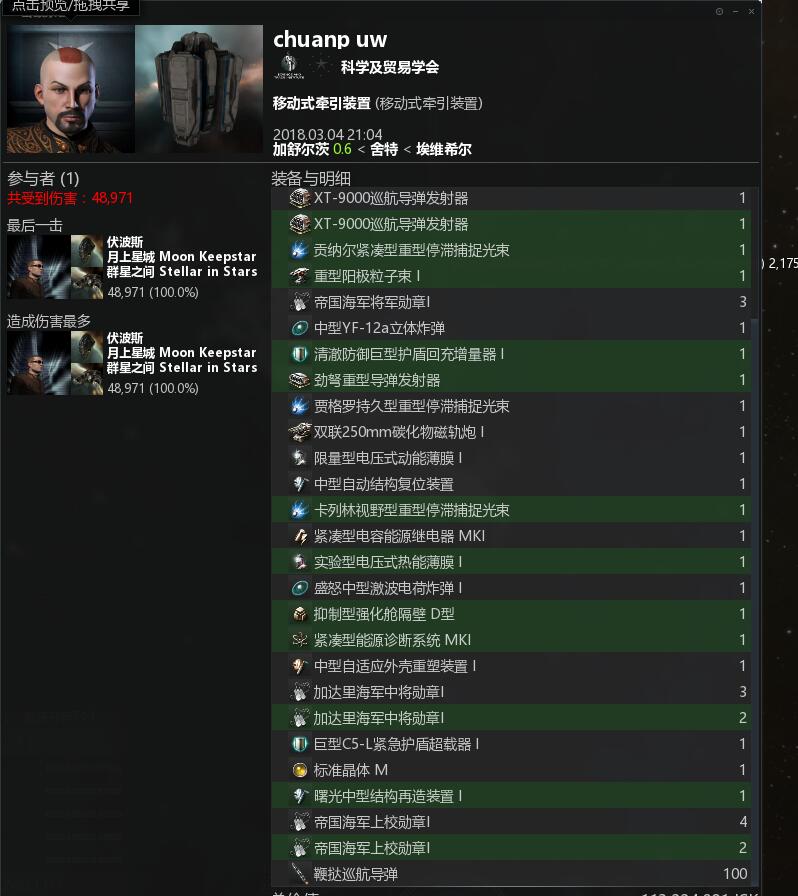 点击预览/拖拽共享
chuanp uw
科学及贸易学会
移动式牵引装置 (移动式牵引装置)
2018.03.04 21:04
加舒尔茨 0.6 < 舍特 < 埃维希尔
参与者 (1)
共受到伤害：48,971
最后一击
伏波斯
月上星城 Moon Keepstar
群星之间 Stellar in Stars
48,971 (100.0%)
造成伤害最多
伏波斯
月上星城 Moon Keepstar
群星之间 Stellar in Stars
48,971 (100.0%)
装备与明细
XT-9000巡航导弹发射器 1
XT-9000巡航导弹发射器 1
贡纳尔紧凑型重型停滞捕捉光束 1
重型阳极粒子束 I 1
帝国海军将军勋章I 3
中型YF-12a立体炸弹 1
清澈防御巨型护盾回充增量器 I 1
劲弩重型导弹发射器 1
贾格罗持久型重型停滞捕捉光束 1
双联250mm碳化物磁轨炮 I 1
限量型电压式动能薄膜 I 1
中型自动结构复位装置 1
卡列林视野型重型停滞捕捉光束 1
紧凑型电容能源继电器 MKI 1
实验型电压式热能薄膜 I 1
盛怒中型激波电荷炸弹 I 1
抑制型强化舱隔壁 D型 1
紧凑型能源诊断系统 MKI 1
中型自适应外壳重塑装置 I 1
加达里海军中将勋章I 3
加达里海军中将勋章I 2
巨型C5-L紧急护盾超载器 I 1
标准晶体 M 1
曙光中型结构再造装置 I 1
帝国海军上校勋章I 4
帝国海军上校勋章I 2
鞭挞巡航导弹 100
) 2,175